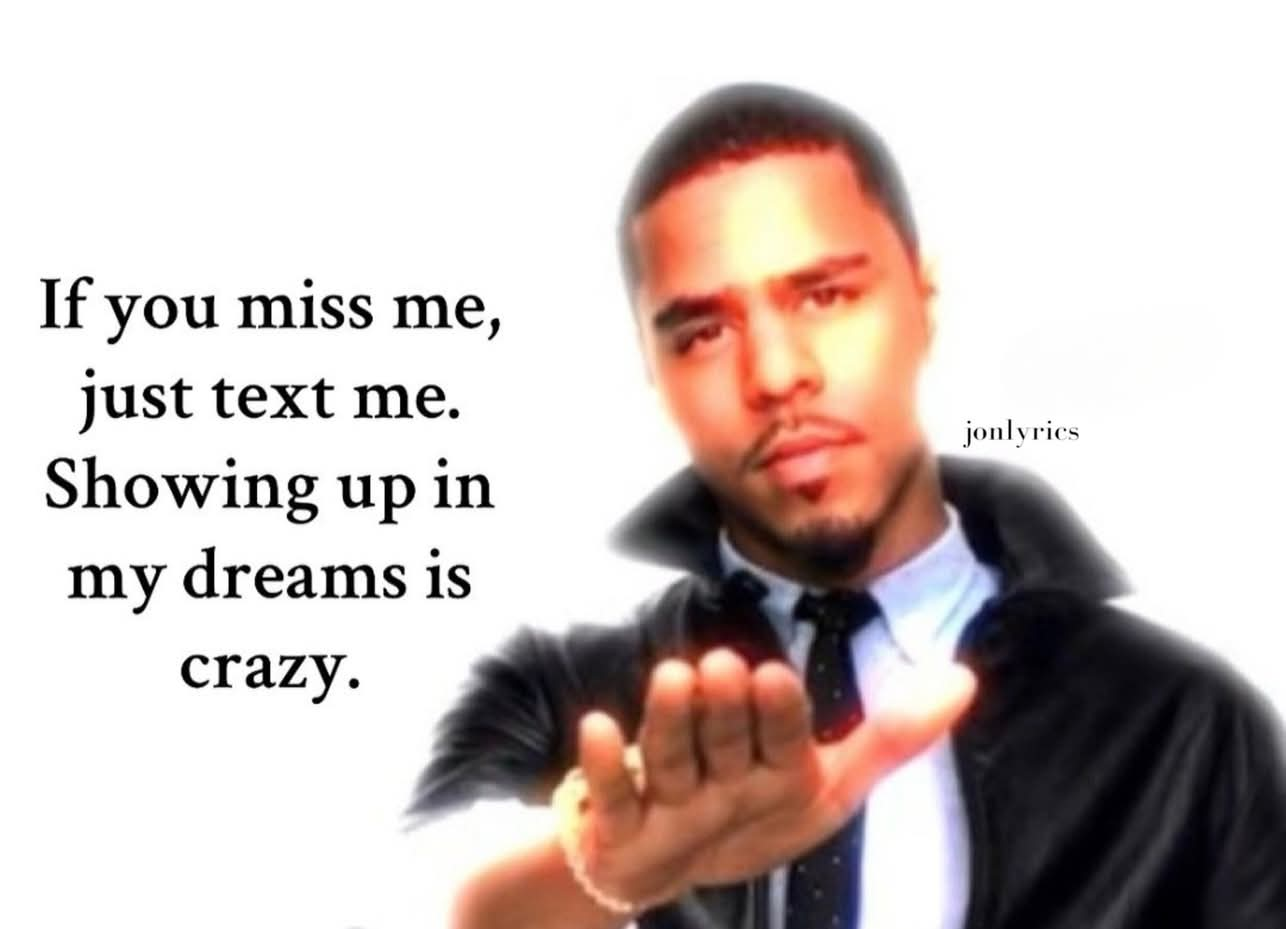 If you miss me,
just text me.
Showing up in
my dreams is
crazy.
jonlyrics